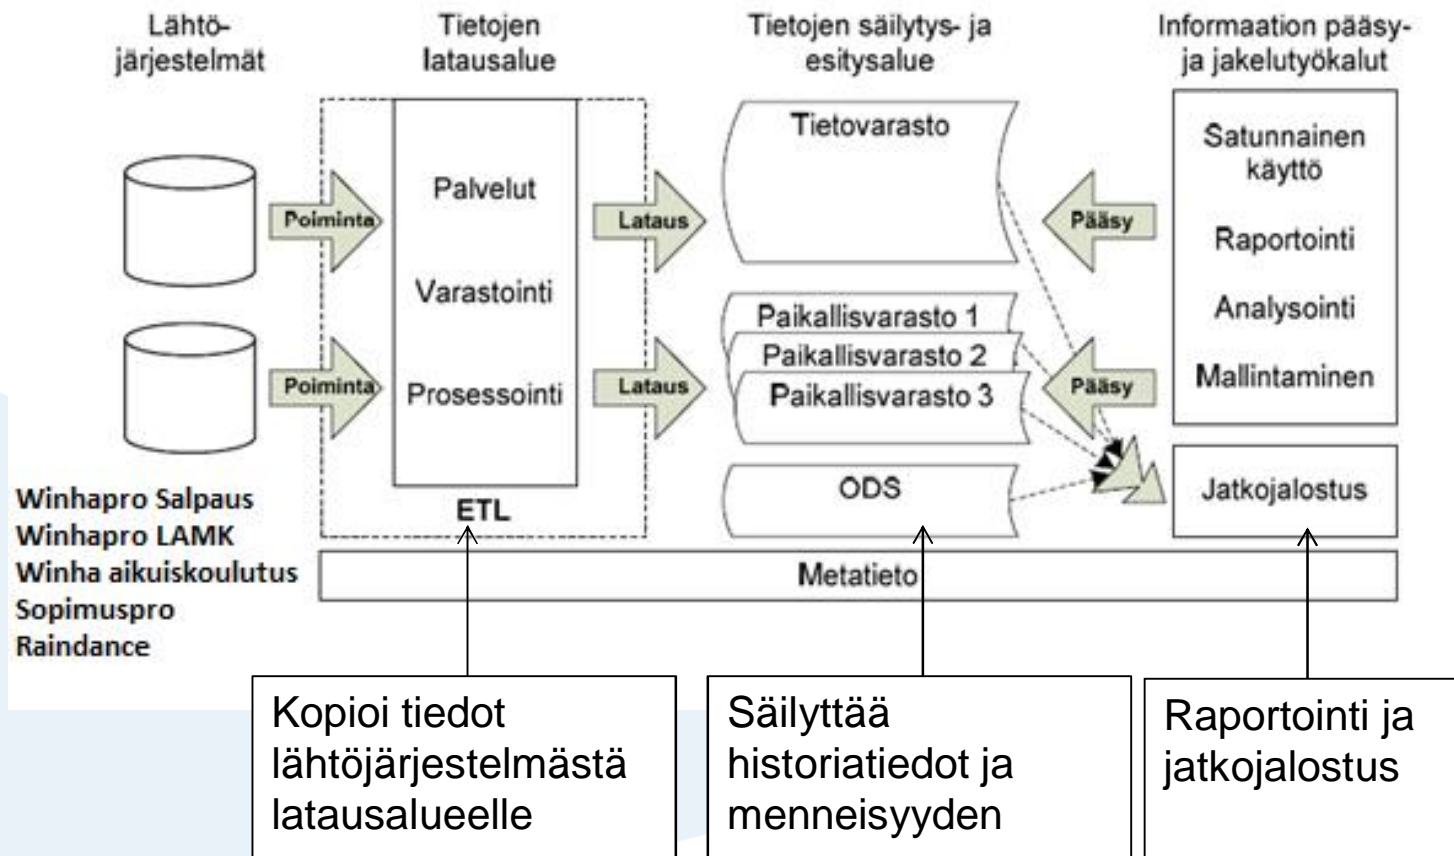 Lähtö-
järjestelmät
Tietojen
latausalue
Tietojen säilytys- ja
esitysalue
Informaation pääsy-
ja jakelutyökalut
Poiminta
Poiminta
Palvelut
Varastointi
Prosessointi
ETL
Lataus
Lataus
Tietovarasto
Paikallisvarasto 1
Paikallisvarasto 2
Paikallisvarasto 3
ODS
Pääsy
Pääsy
Satunnainen
käyttö
Raportointi
Analysointi
Mallintaminen
Jatkojalostus
Metatieto
Winhapro Salpaus
Winhapro LAMK
Winha aikuiskoulutus
Sopimuspro
Raindance
Kopioi tiedot
lähtöjärjestelmästä
latausalueelle
Säilyttää
historiatiedot ja
menneisyyden
Raportointi ja
jatkojalostus